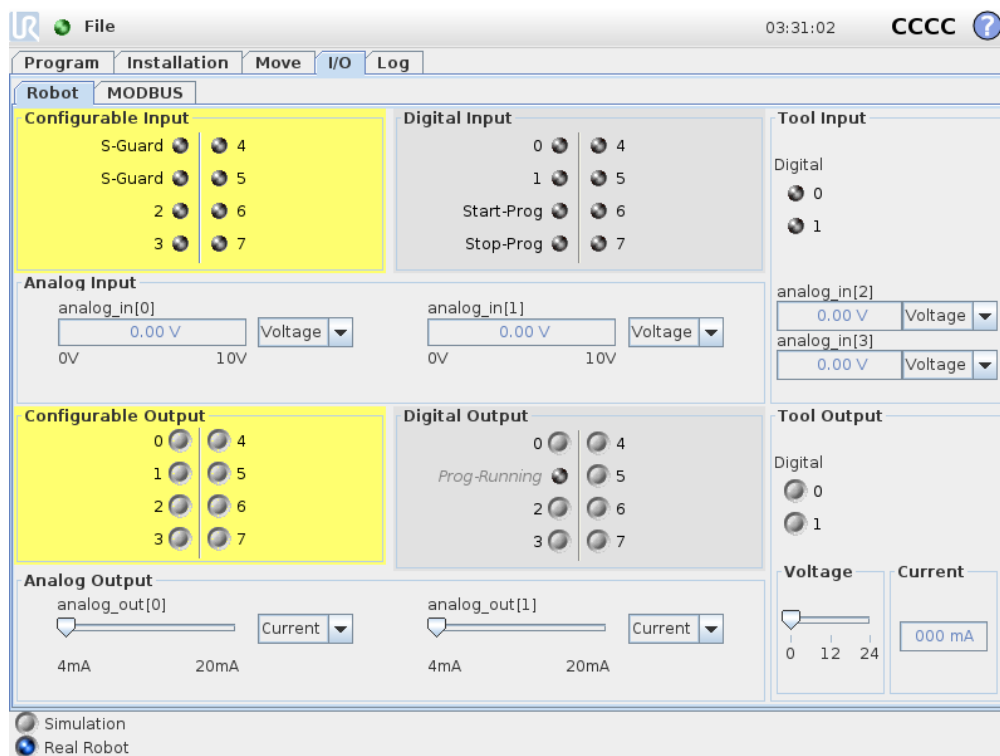 UR File 03:31:02 CCCC ?
Program Installation Move I/O Log
Robot MODBUS
Configurable Input
S-Guard 4
S-Guard 5
2 6
3 7
Digital Input
0 4
1 5
Start-Prog 6
Stop-Prog 7
Tool Input
Digital
0
1
analog_in[2]
0.00 V Voltage
analog_in[3]
0.00 V Voltage
Analog Input
analog_in[0]
0.00 V Voltage
0V 10V
analog_in[1]
0.00 V Voltage
0V 10V
Configurable Output
0 4
1 5
2 6
3 7
Digital Output
0 4
Prog-Running 5
2 6
3 7
Tool Output
Digital
0
1
Voltage
0 12 24
Current
000 mA
Analog Output
analog_out[0]
Current
4mA 20mA
analog_out[1]
Current
4mA 20mA
Simulation
Real Robot